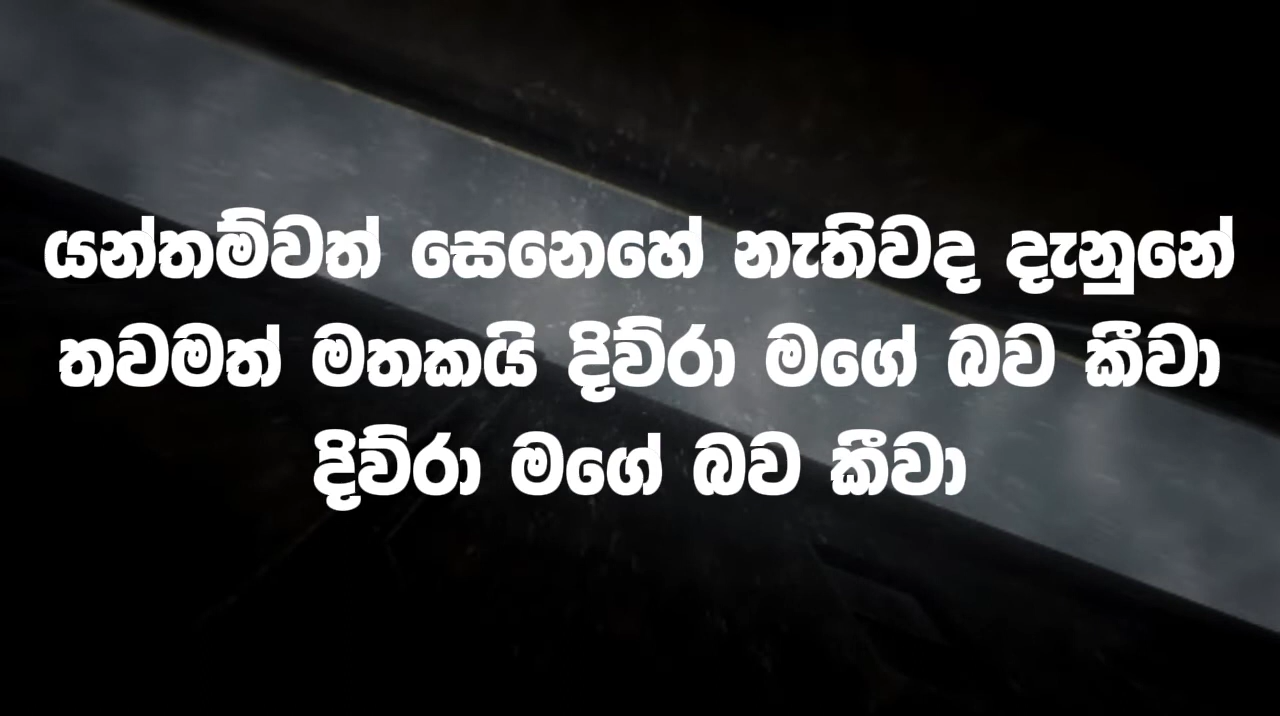 යන්තම්වත් සෙනෙහේ නැතිවද දැනුනේ
තවමත් මතකයි දිව්රා මගේ බව කීවා
දිව්රා මගේ බව කීවා